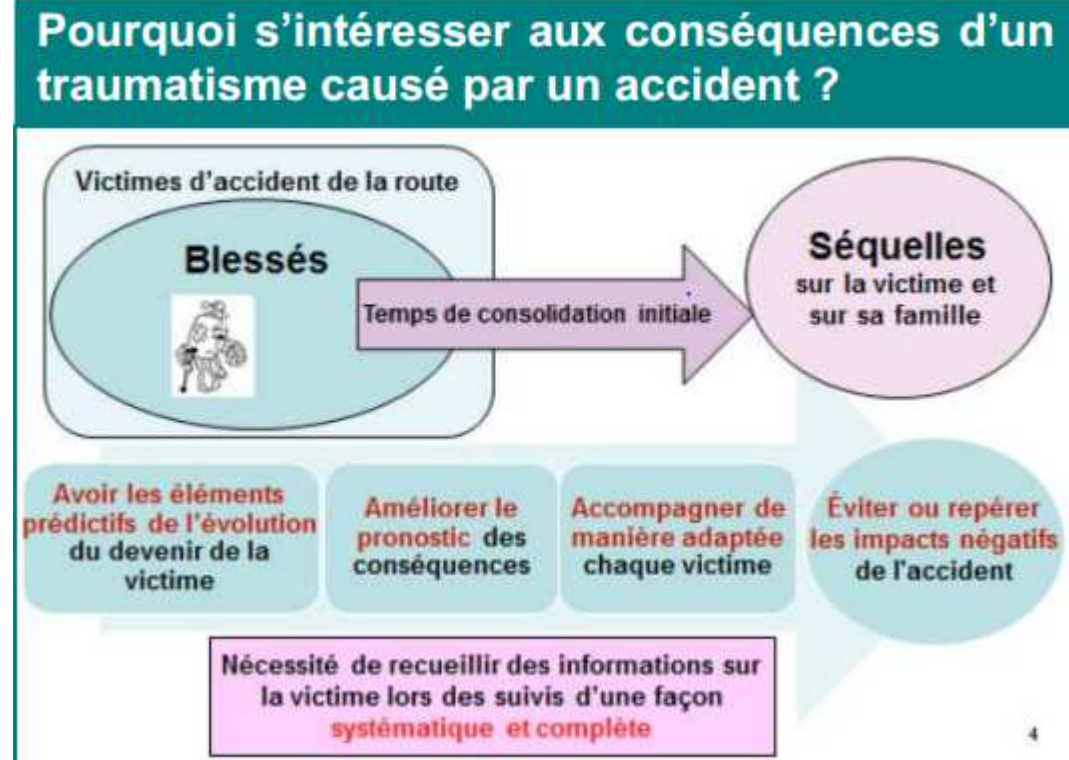 Pourquoi s'intéresser aux conséquences d'un
traumatisme causé par un accident ?
Victimes d'accident de la route
Blessés
Temps de consolidation initiale
Séquelles
sur la victime et
sur sa famille
Avoir les éléments
prédictifs de l'évolution
du devenir de la
victime
Améliorer le
pronostic des
conséquences
Accompagner de
manière adaptée
chaque victime
Éviter ou repérer
les impacts négatifs
de l'accident
Nécessité de recueillir des informations sur
la victime lors des suivis d'une façon
systématique et complète
4